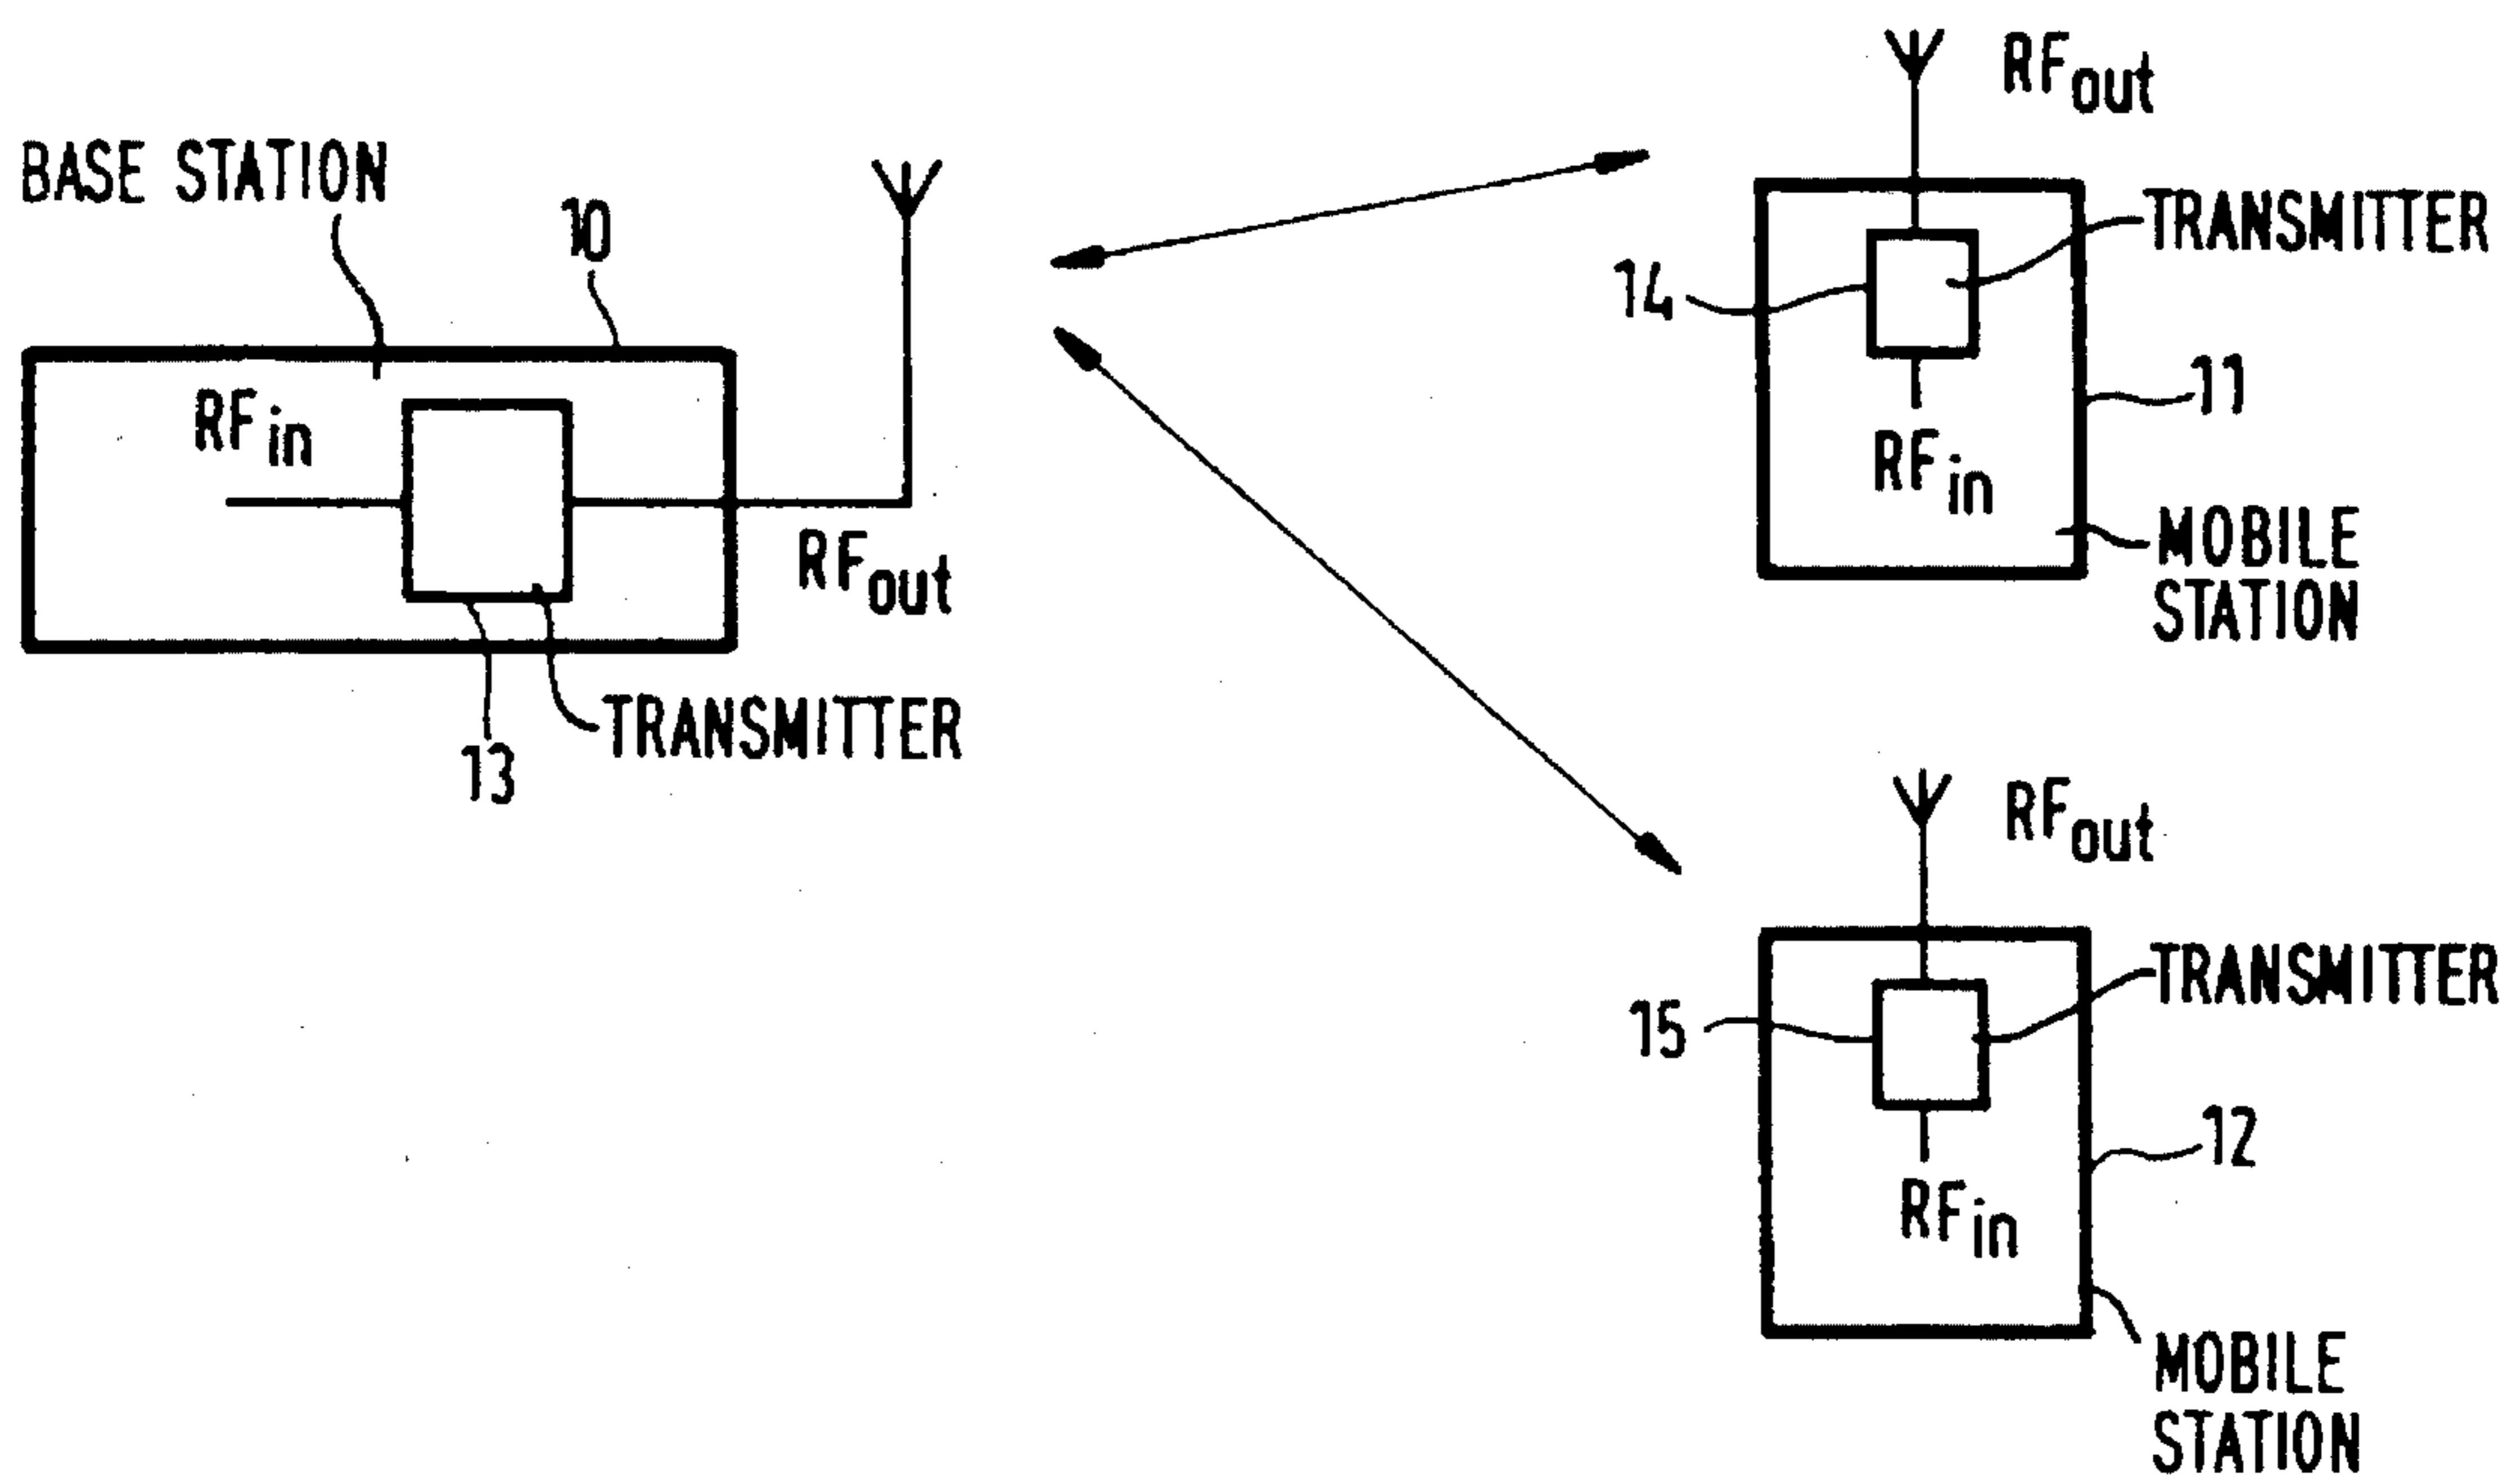 BASE STATION
10
RFin
RFout
13
TRANSMITTER
RFout
TRANSMITTER
14
11
RFin
MOBILE
STATION
RFout
TRANSMITTER
15
12
RFin
MOBILE
STATION